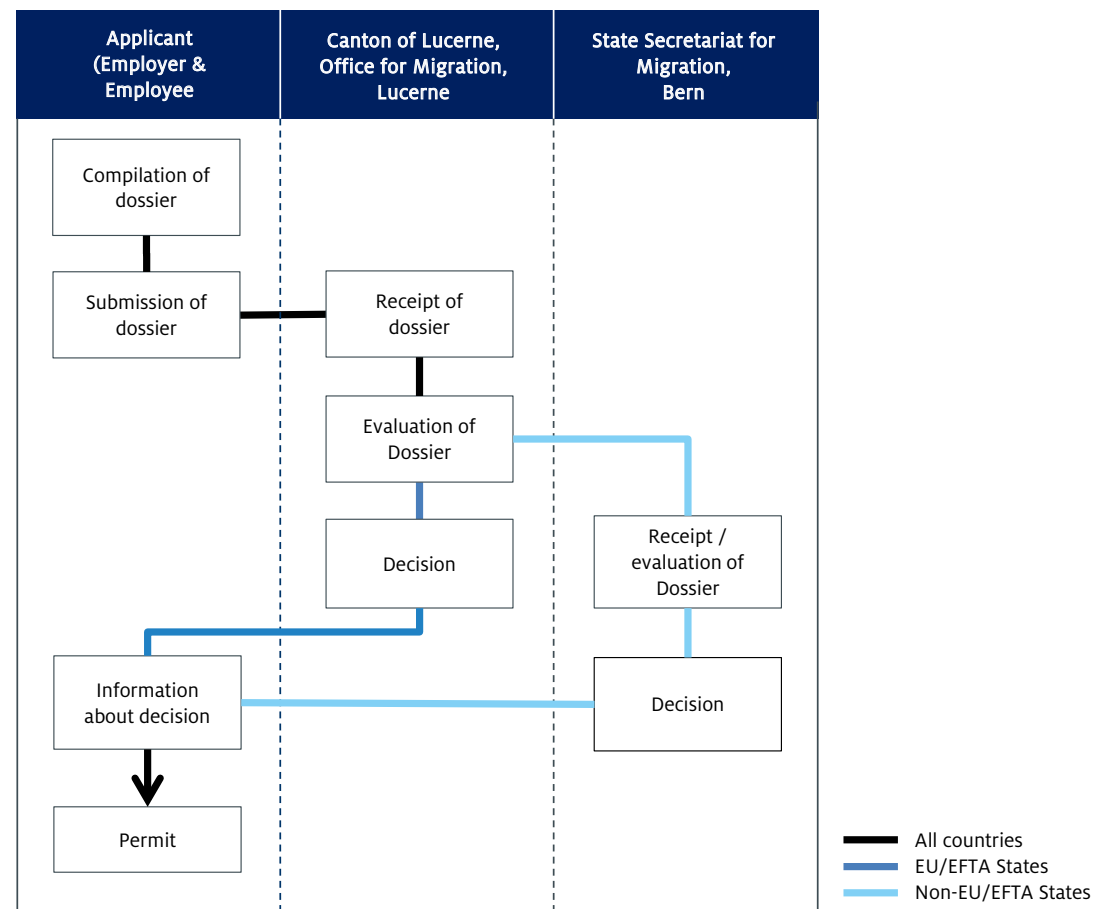 Applicant
(Employer &
Employee
Canton of Lucerne,
Office for Migration,
Lucerne
State Secretariat for
Migration,
Bern
Compilation of
dossier
Submission of
dossier
Receipt of
dossier
Evaluation of
Dossier
Decision
Receipt /
evaluation of
Dossier
Information
about decision
Decision
Permit
All countries
EU/EFTA States
Non-EU/EFTA States